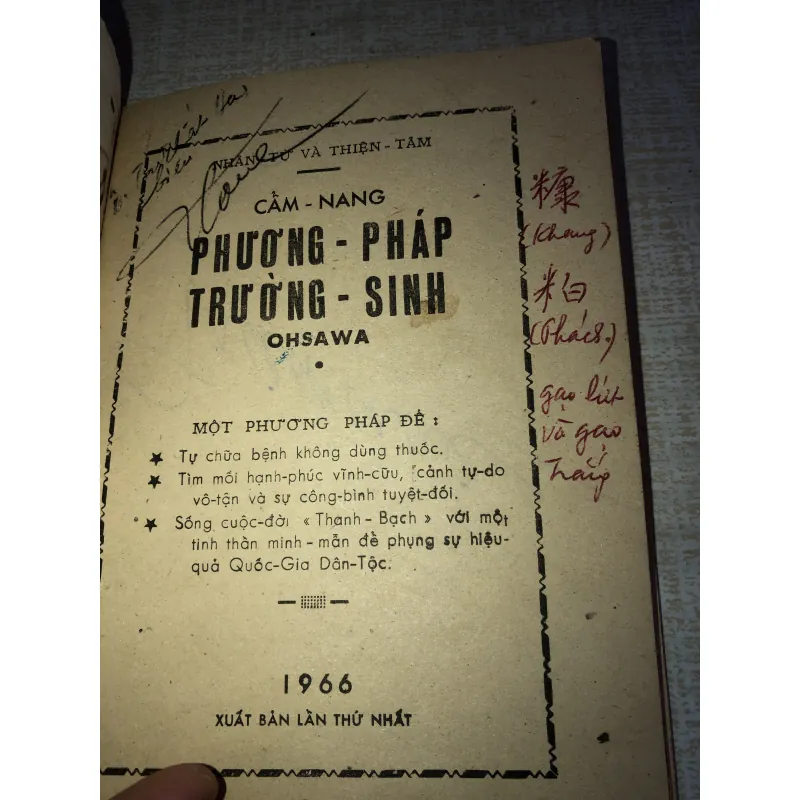 NHÂN TỪ VÀ THIỆN - TÂM
CẨM - NANG
PHƯƠNG - PHÁP
TRƯỜNG - SINH
OHSAWA
MỘT PHƯƠNG PHÁP ĐỂ :
Tự chữa bệnh không dùng thuốc.
Tìm mối hạnh-phúc vĩnh-cửu, cảnh tự-do
vô-tận và sự công-bình tuyệt-đối.
Sống cuộc-đời « Thanh - Bạch » với một
tinh thần minh - mẫn để phụng sự hiệu-
quả Quốc-Gia Dân-Tộc.
1966
XUẤT BẢN LẦN THỨ NHẤT
糠
(Khang)
粕
(Phách)
gạo lứt
và gạo
trắng